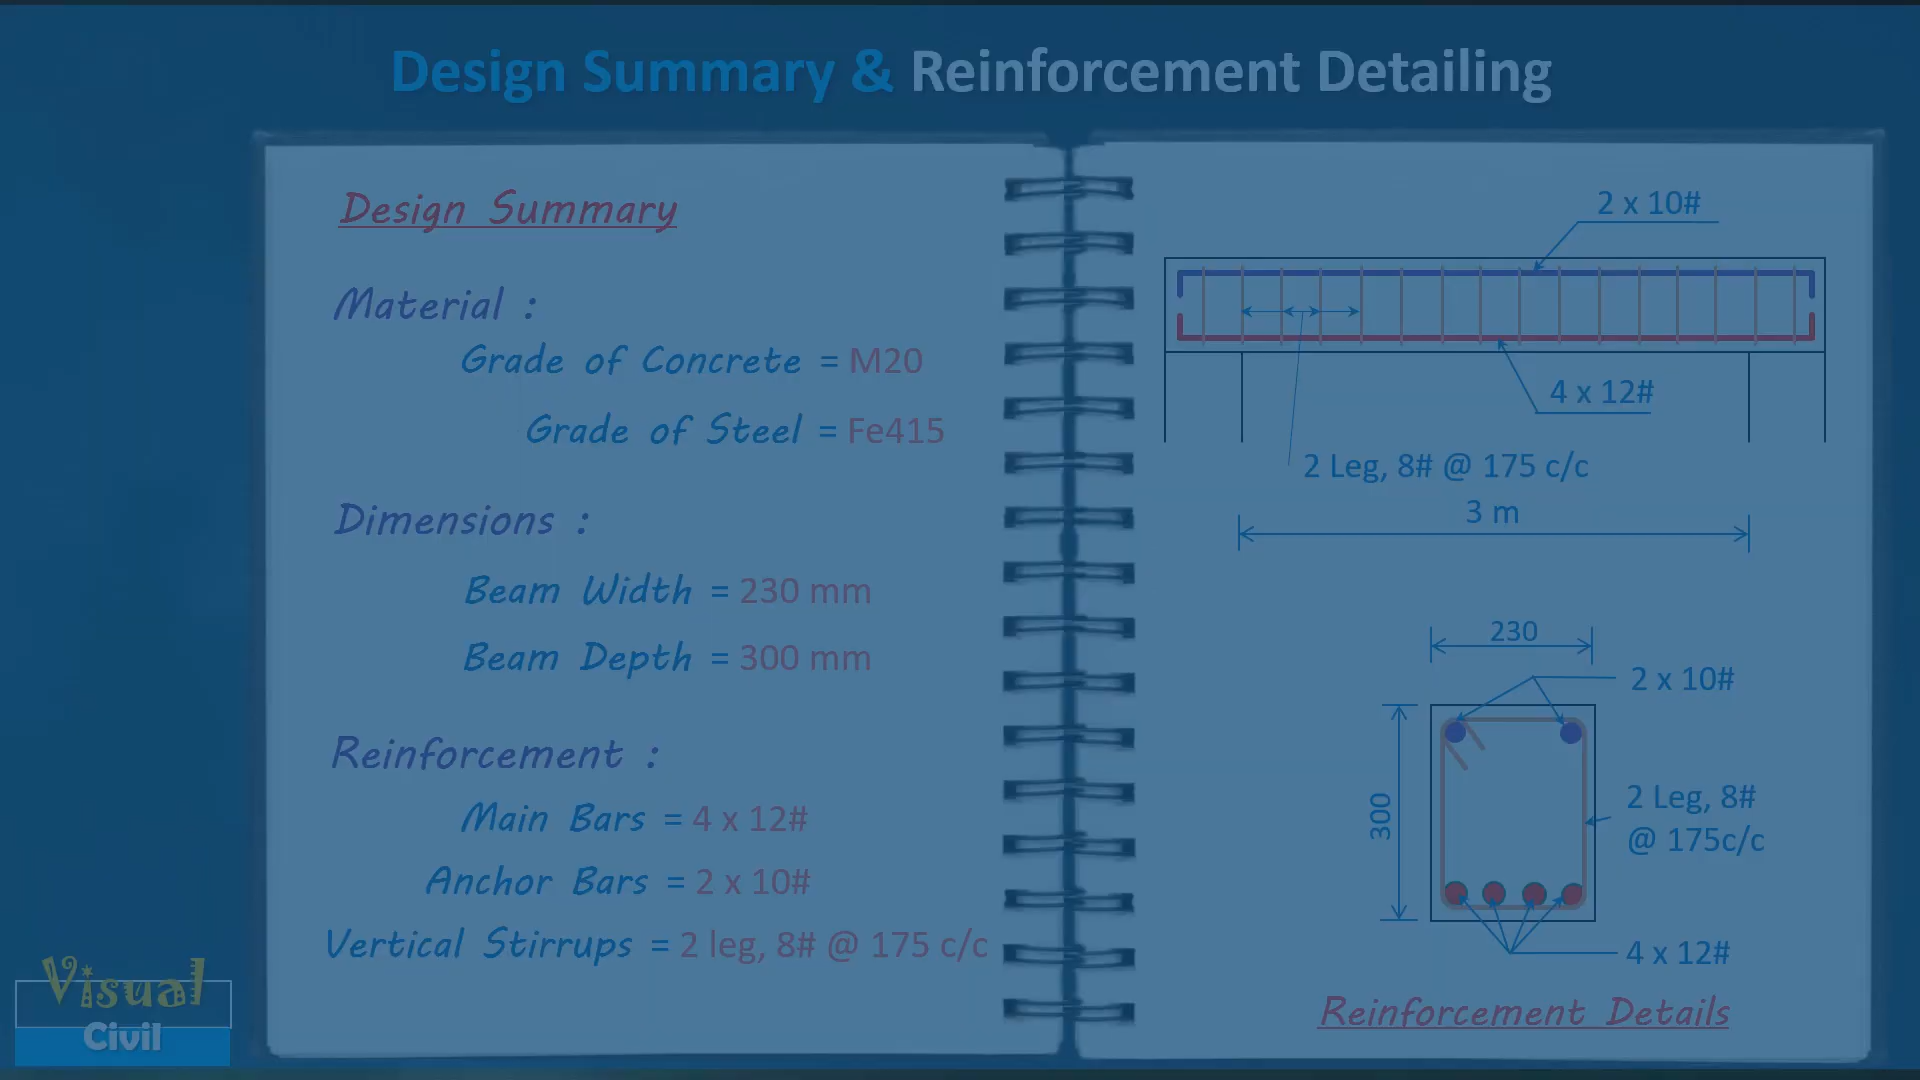 Design Summary & Reinforcement Detailing
Design Summary
Material :
Grade of Concrete = M20
Grade of Steel = Fe415
Dimensions :
Beam Width = 230 mm
Beam Depth = 300 mm
Reinforcement :
Main Bars = 4 x 12#
Anchor Bars = 2 x 10#
Vertical Stirrups = 2 leg, 8# @ 175 c/c
2 x 10#
4 x 12#
2 Leg, 8# @ 175 c/c
3 m
230
2 x 10#
300
2 Leg, 8#
@ 175c/c
4 x 12#
Reinforcement Details
Visual
Civil